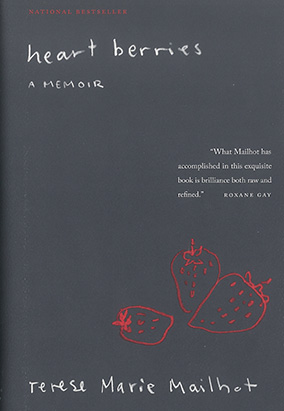 NATIONAL BESTSELLER
heart berries
A MEMOIR
"What Mailhot has
accomplished in this exquisite
book is brilliance both raw and
refined." ROXANE GAY
Terese Marie Mailhot